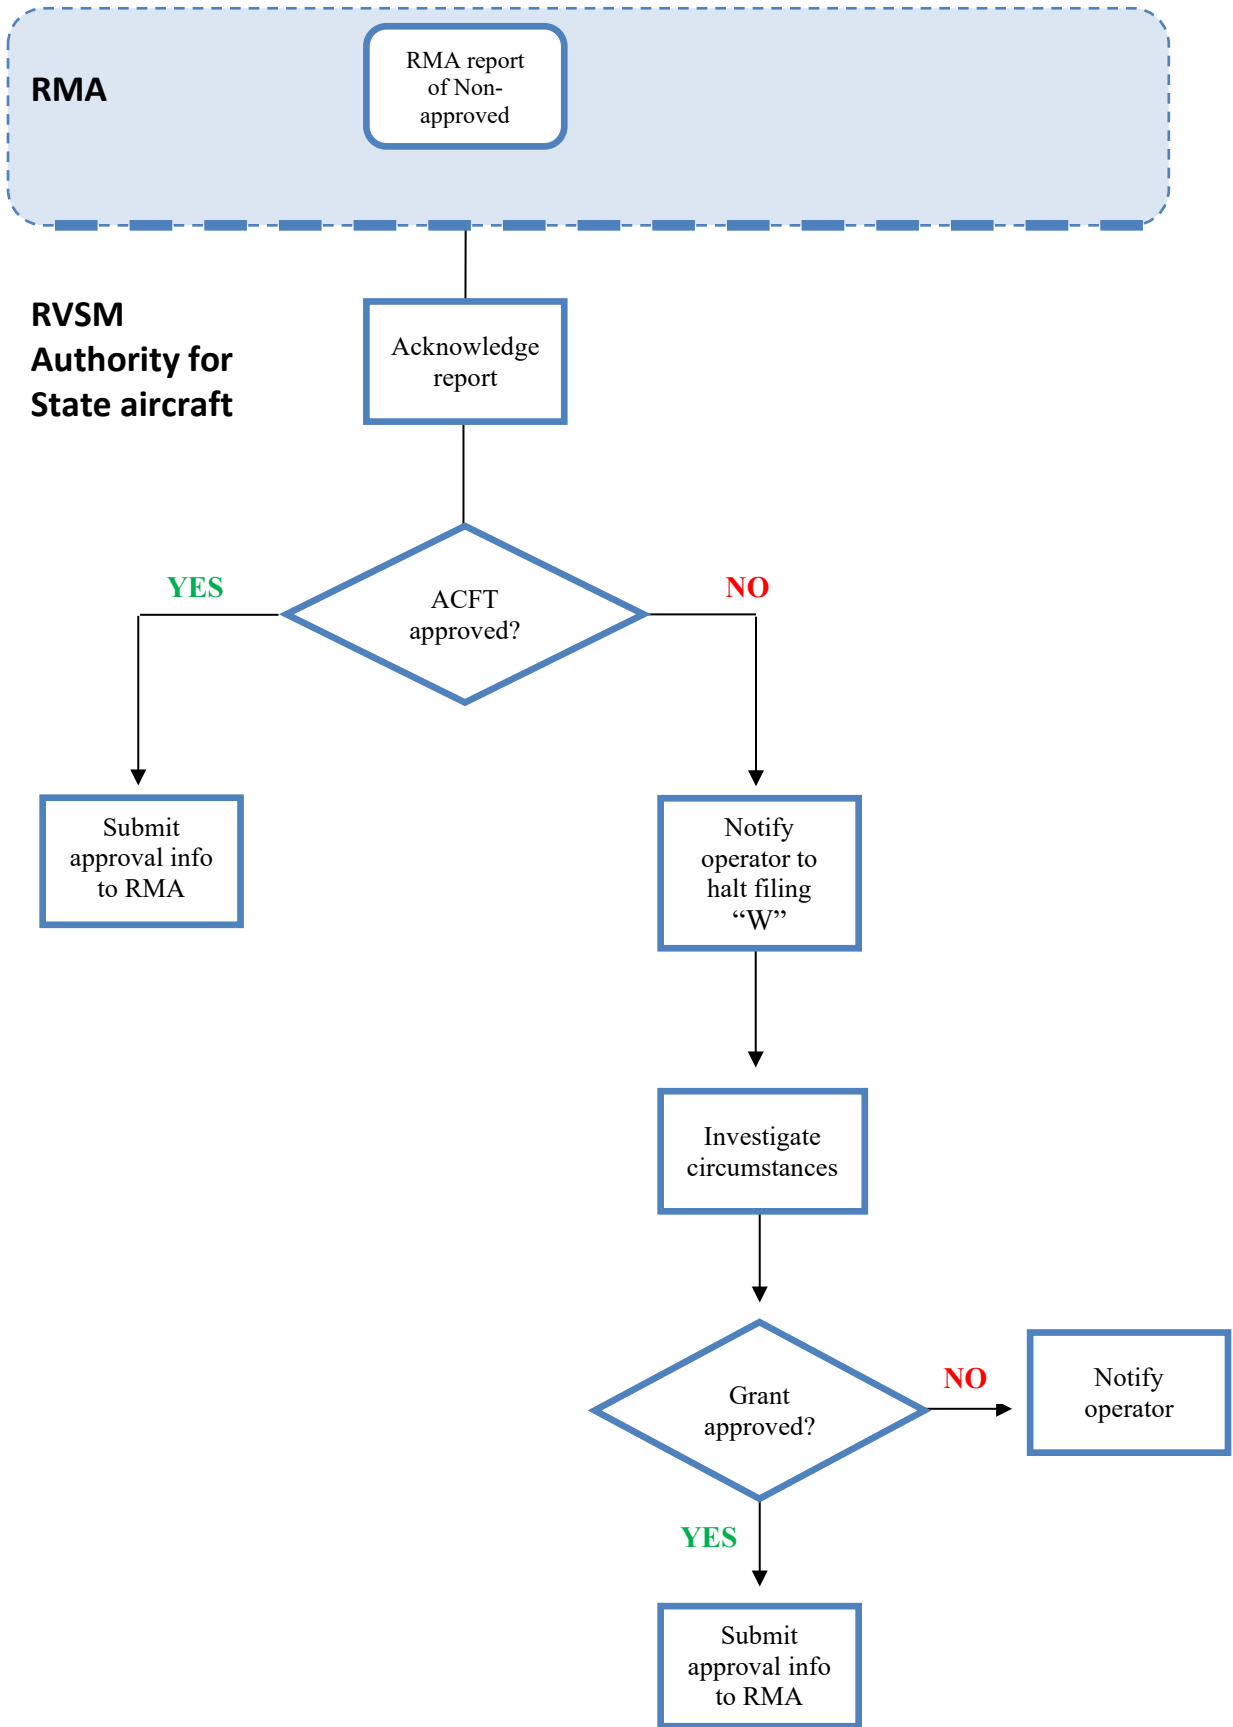 RMA
RMA report
of Non-
approved
RVSM
Authority for
State aircraft
Acknowledge
report
YES
ACFT
approved?
NO
Submit
approval info
to RMA
Notify
operator to
halt filing
“W”
Investigate
circumstances
Grant
approved?
NO
Notify
operator
YES
Submit
approval info
to RMA